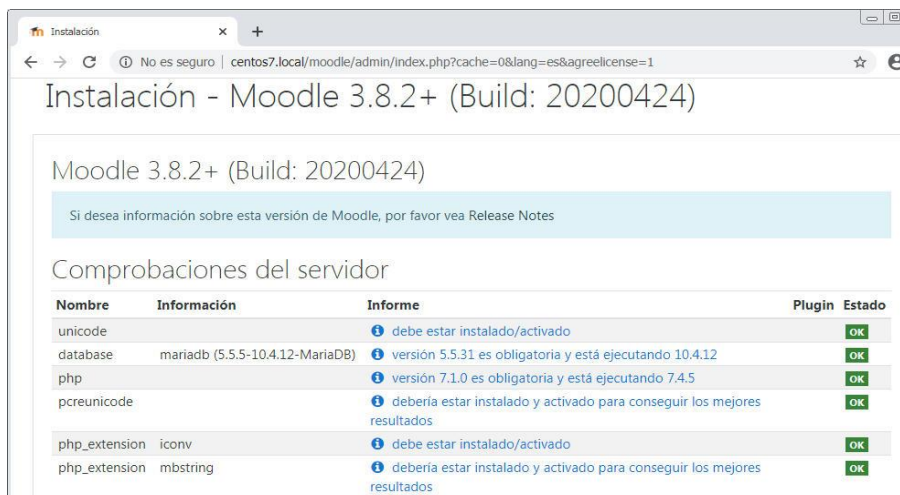 Instalación
No es seguro | centos7.local/moodle/admin/index.php?cache=0&lang=es&agreelicense=1
Instalación - Moodle 3.8.2+ (Build: 20200424)
Moodle 3.8.2+ (Build: 20200424)
Si desea información sobre esta versión de Moodle, por favor vea Release Notes
Comprobaciones del servidor
Nombre Información Informe Plugin Estado
unicode debe estar instalado/activado OK
database mariadb (5.5.5-10.4.12-MariaDB) versión 5.5.31 es obligatoria y está ejecutando 10.4.12 OK
php versión 7.1.0 es obligatoria y está ejecutando 7.4.5 OK
pcreunicode debería estar instalado y activado para conseguir los mejores OK
resultados
php_extension iconv debe estar instalado/activado OK
php_extension mbstring debería estar instalado y activado para conseguir los mejores OK
resultados